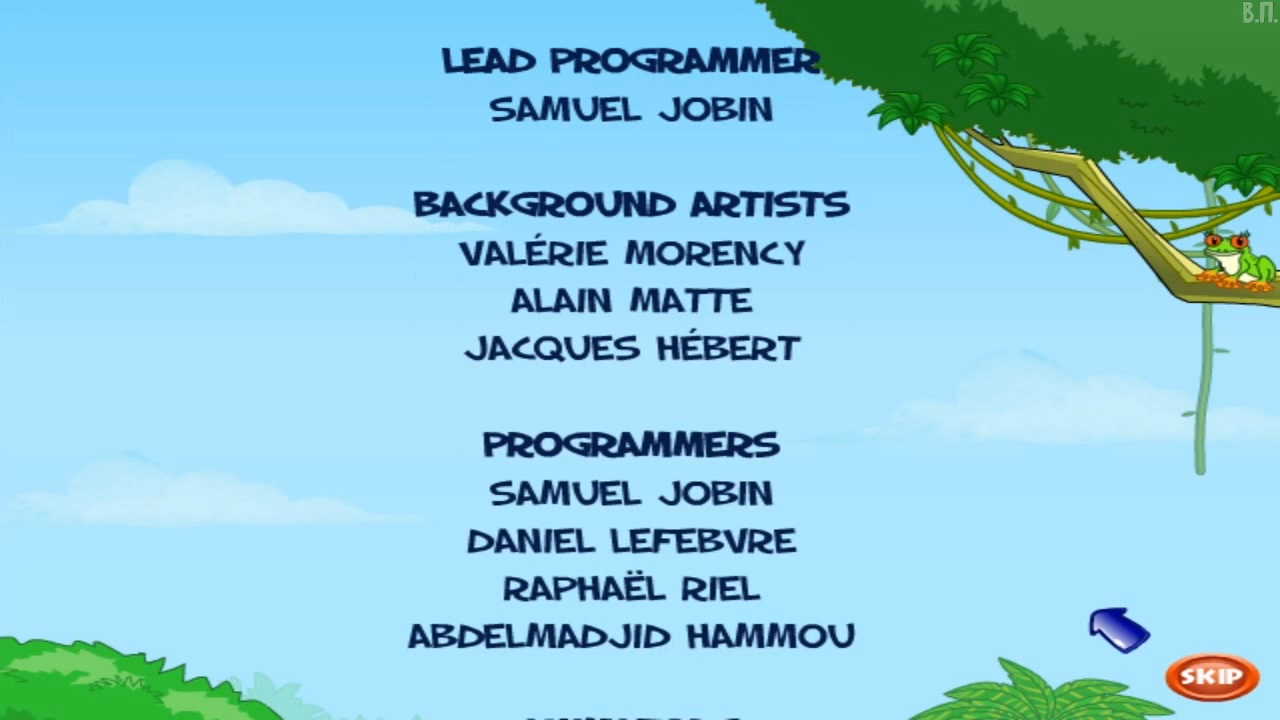 В.П.
LEAD PROGRAMMER
SAMUEL JOBIN
BACKGROUND ARTISTS
VALÉRIE MORENCY
ALAIN MATTE
JACQUES HÉBERT
PROGRAMMERS
SAMUEL JOBIN
DANIEL LEFEBVRE
RAPHAËL RIEL
ABDELMADJID HAMMOU
SKIP